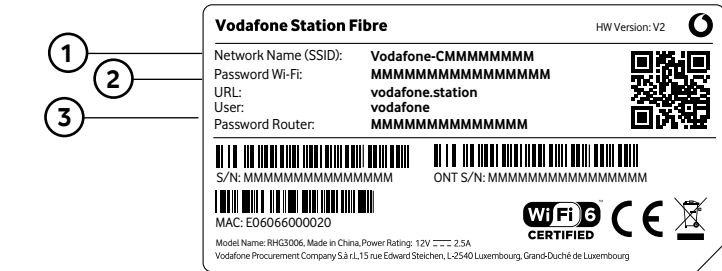 Vodafone Station Fibre
HW Version: V2
1
Network Name (SSID): Vodafone-CMMMMMMMM
2
Password Wi-Fi: MMMMMMMMMMMMMMMMM
URL: vodafone.station
User: vodafone
3
Password Router: MMMMMMMMMMMMMM
S/N: MMMMMMMMMMMMMMM
ONT S/N: MMMMMMMMMMMMMMMM
MAC: E06066000020
Wi Fi 6
CERTIFIED
CE
Model Name: RHG3006, Made in China,Power Rating: 12V ⎓ 2.5A
Vodafone Procurement Company S.à r.l.,15 rue Edward Steichen, L-2540 Luxembourg, Grand-Duché de Luxembourg